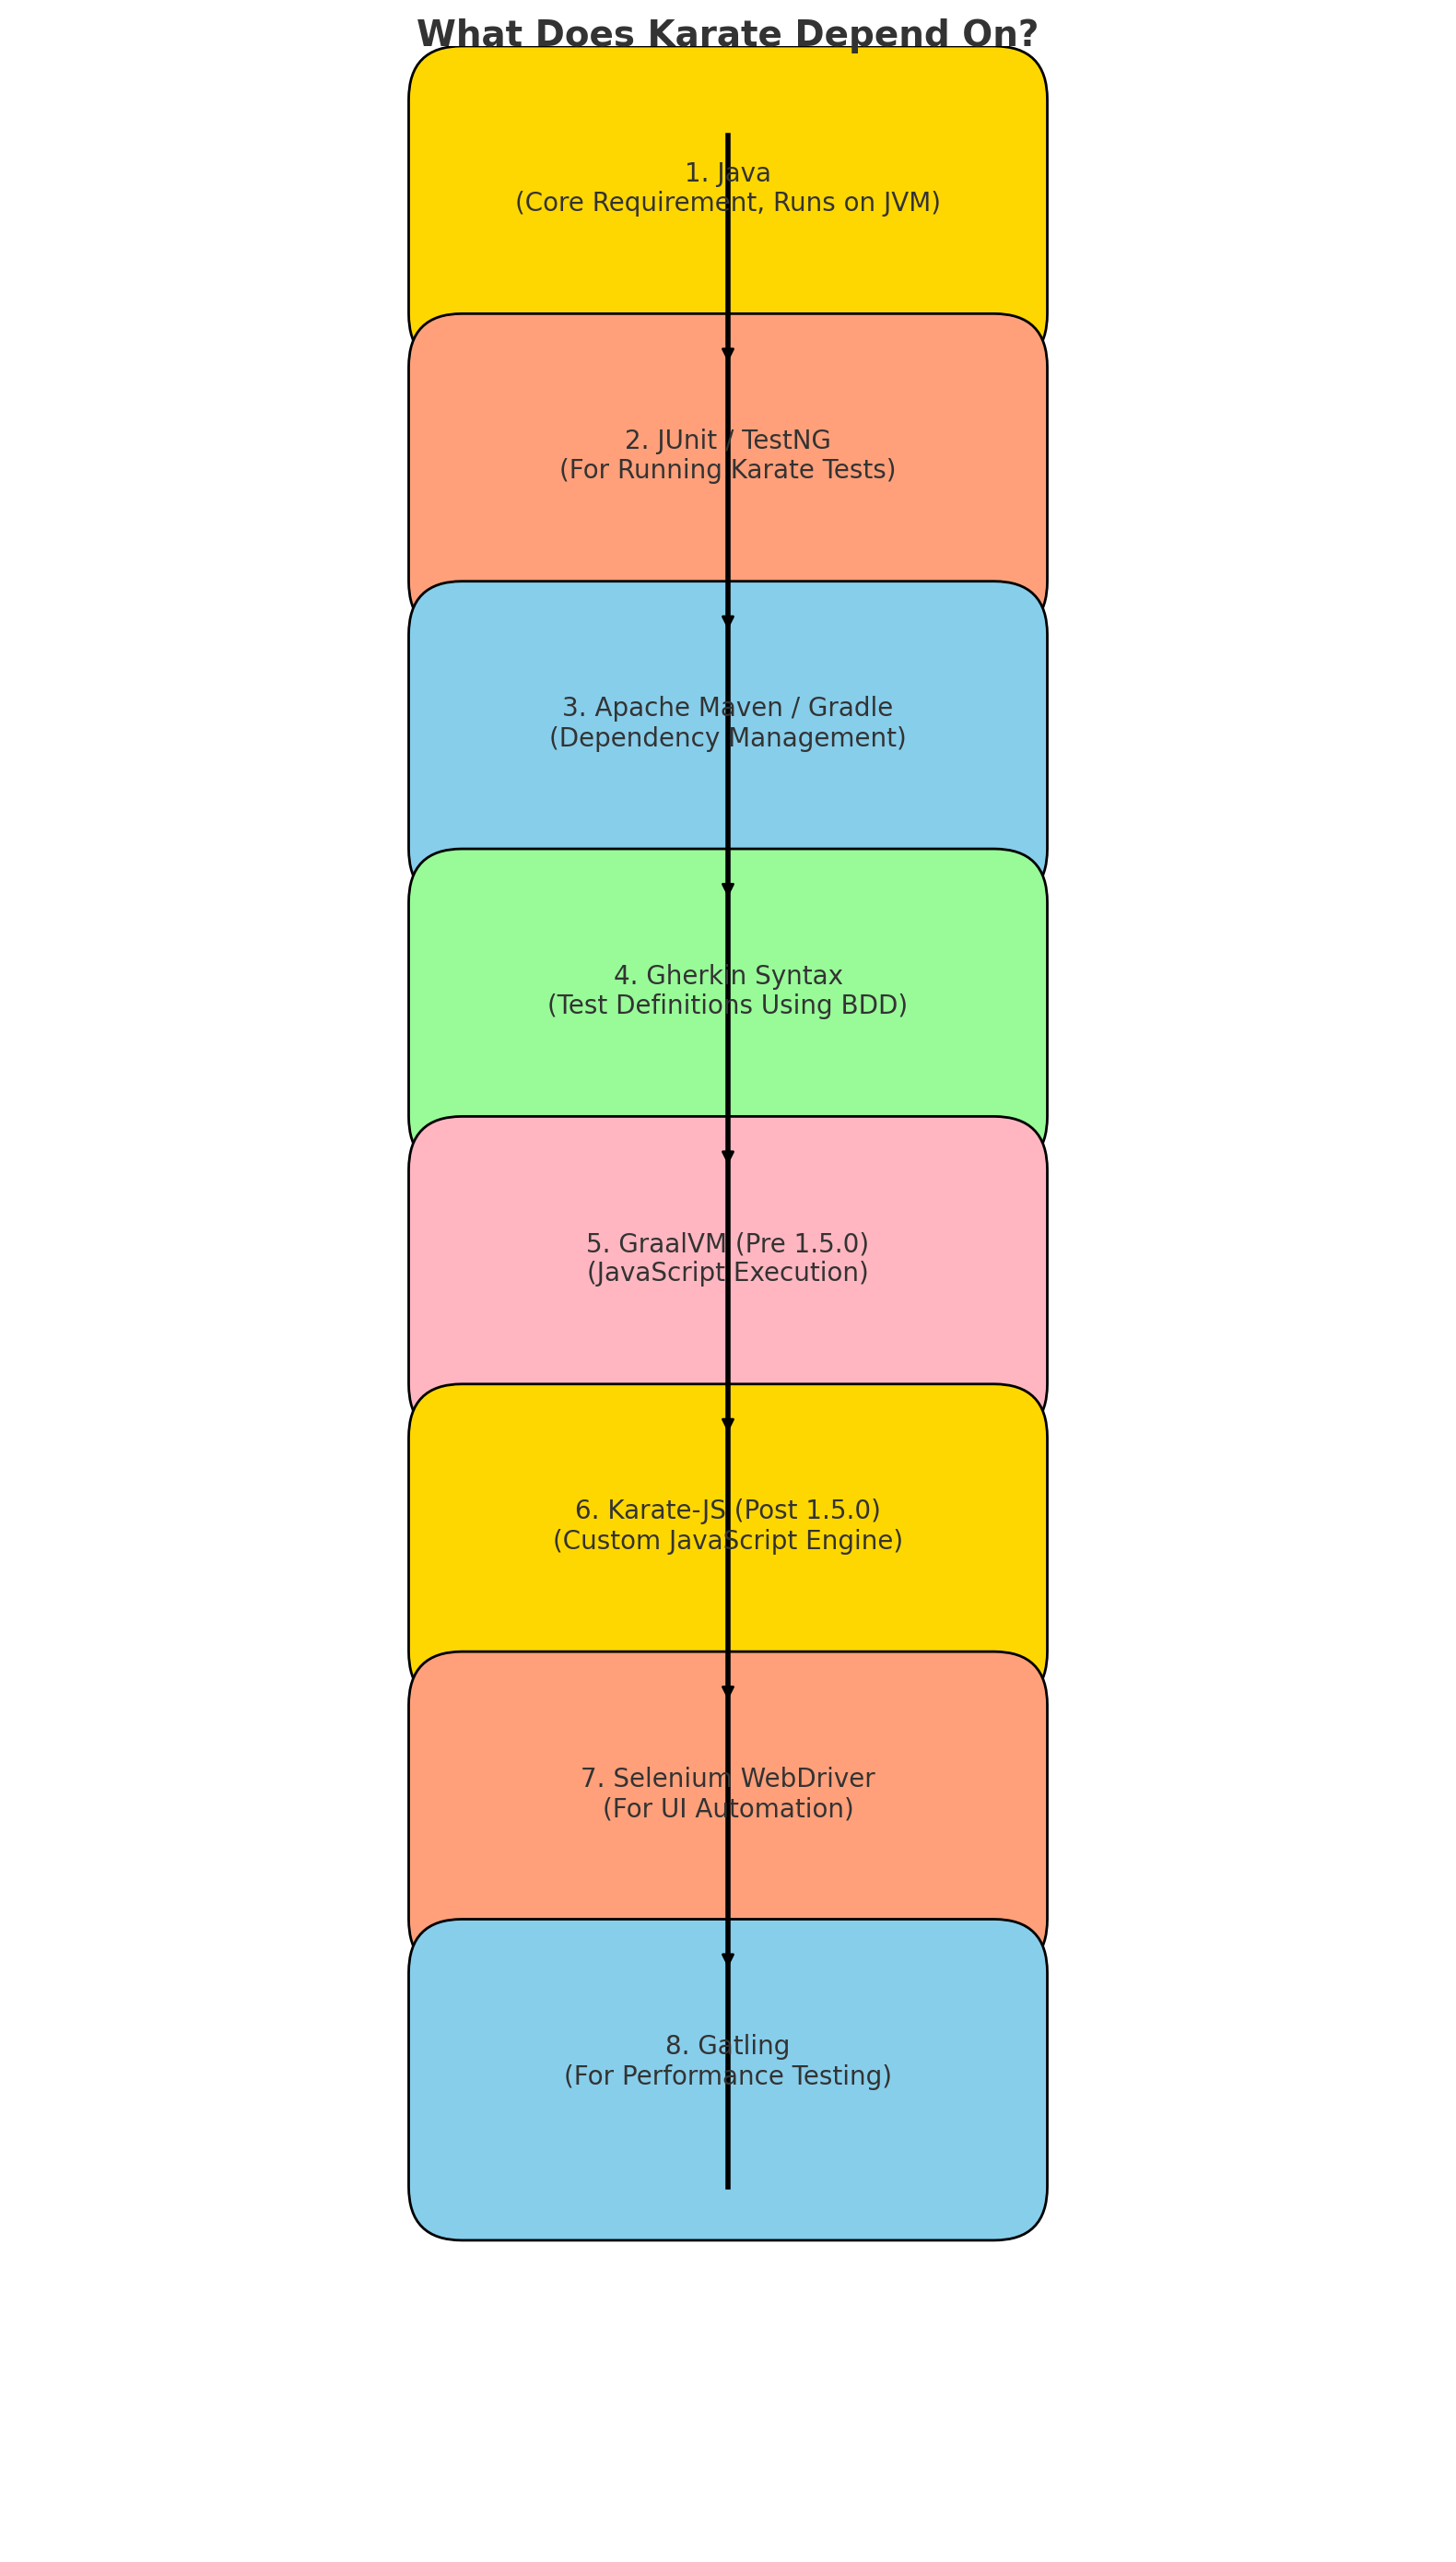 What Does Karate Depend On?
1. Java
(Core Requirement, Runs on JVM)
2. JUnit / TestNG
(For Running Karate Tests)
3. Apache Maven / Gradle
(Dependency Management)
4. Gherkin Syntax
(Test Definitions Using BDD)
5. GraalVM (Pre 1.5.0)
(JavaScript Execution)
6. Karate-JS (Post 1.5.0)
(Custom JavaScript Engine)
7. Selenium WebDriver
(For UI Automation)
8. Gatling
(For Performance Testing)